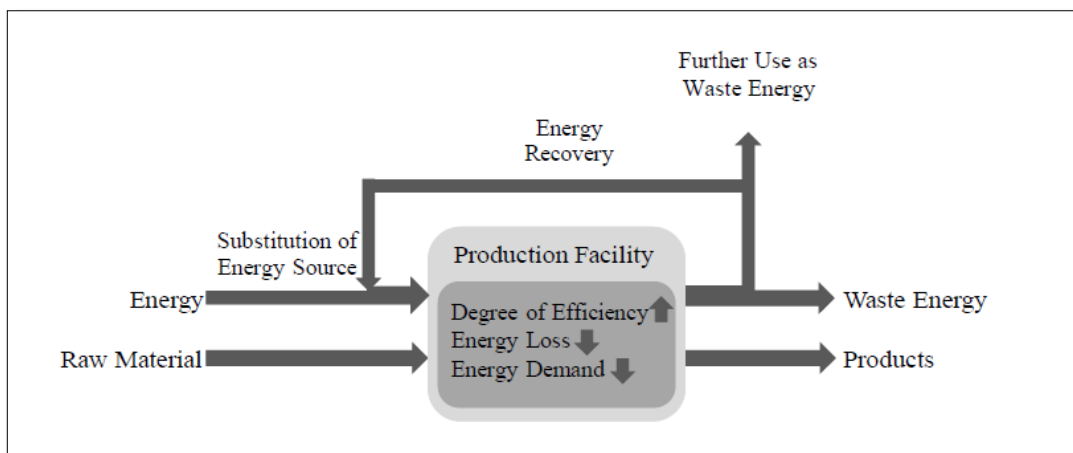 Further Use as
Waste Energy
Energy
Recovery
Substitution of
Energy Source
Production Facility
Energy
Waste Energy
Degree of Efficiency
Energy Loss
Raw Material
Products
Energy Demand